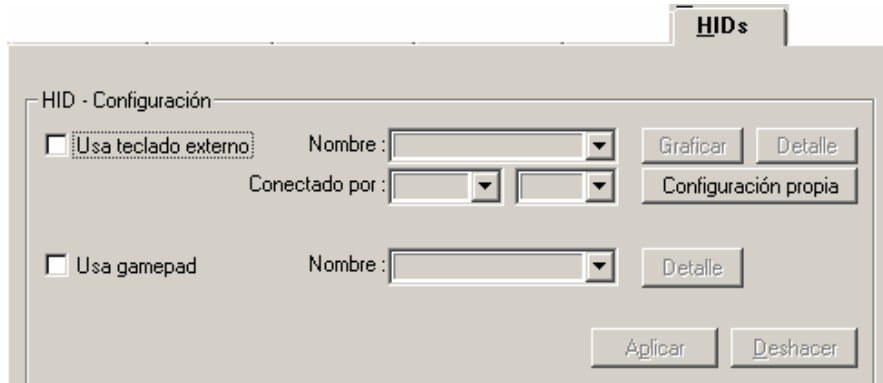 HIDs
HID - Configuración
Usa teclado externo Nombre : Graficar Detalle
Conectado por : Configuración propia
Usa gamepad Nombre : Detalle
Aplicar Deshacer